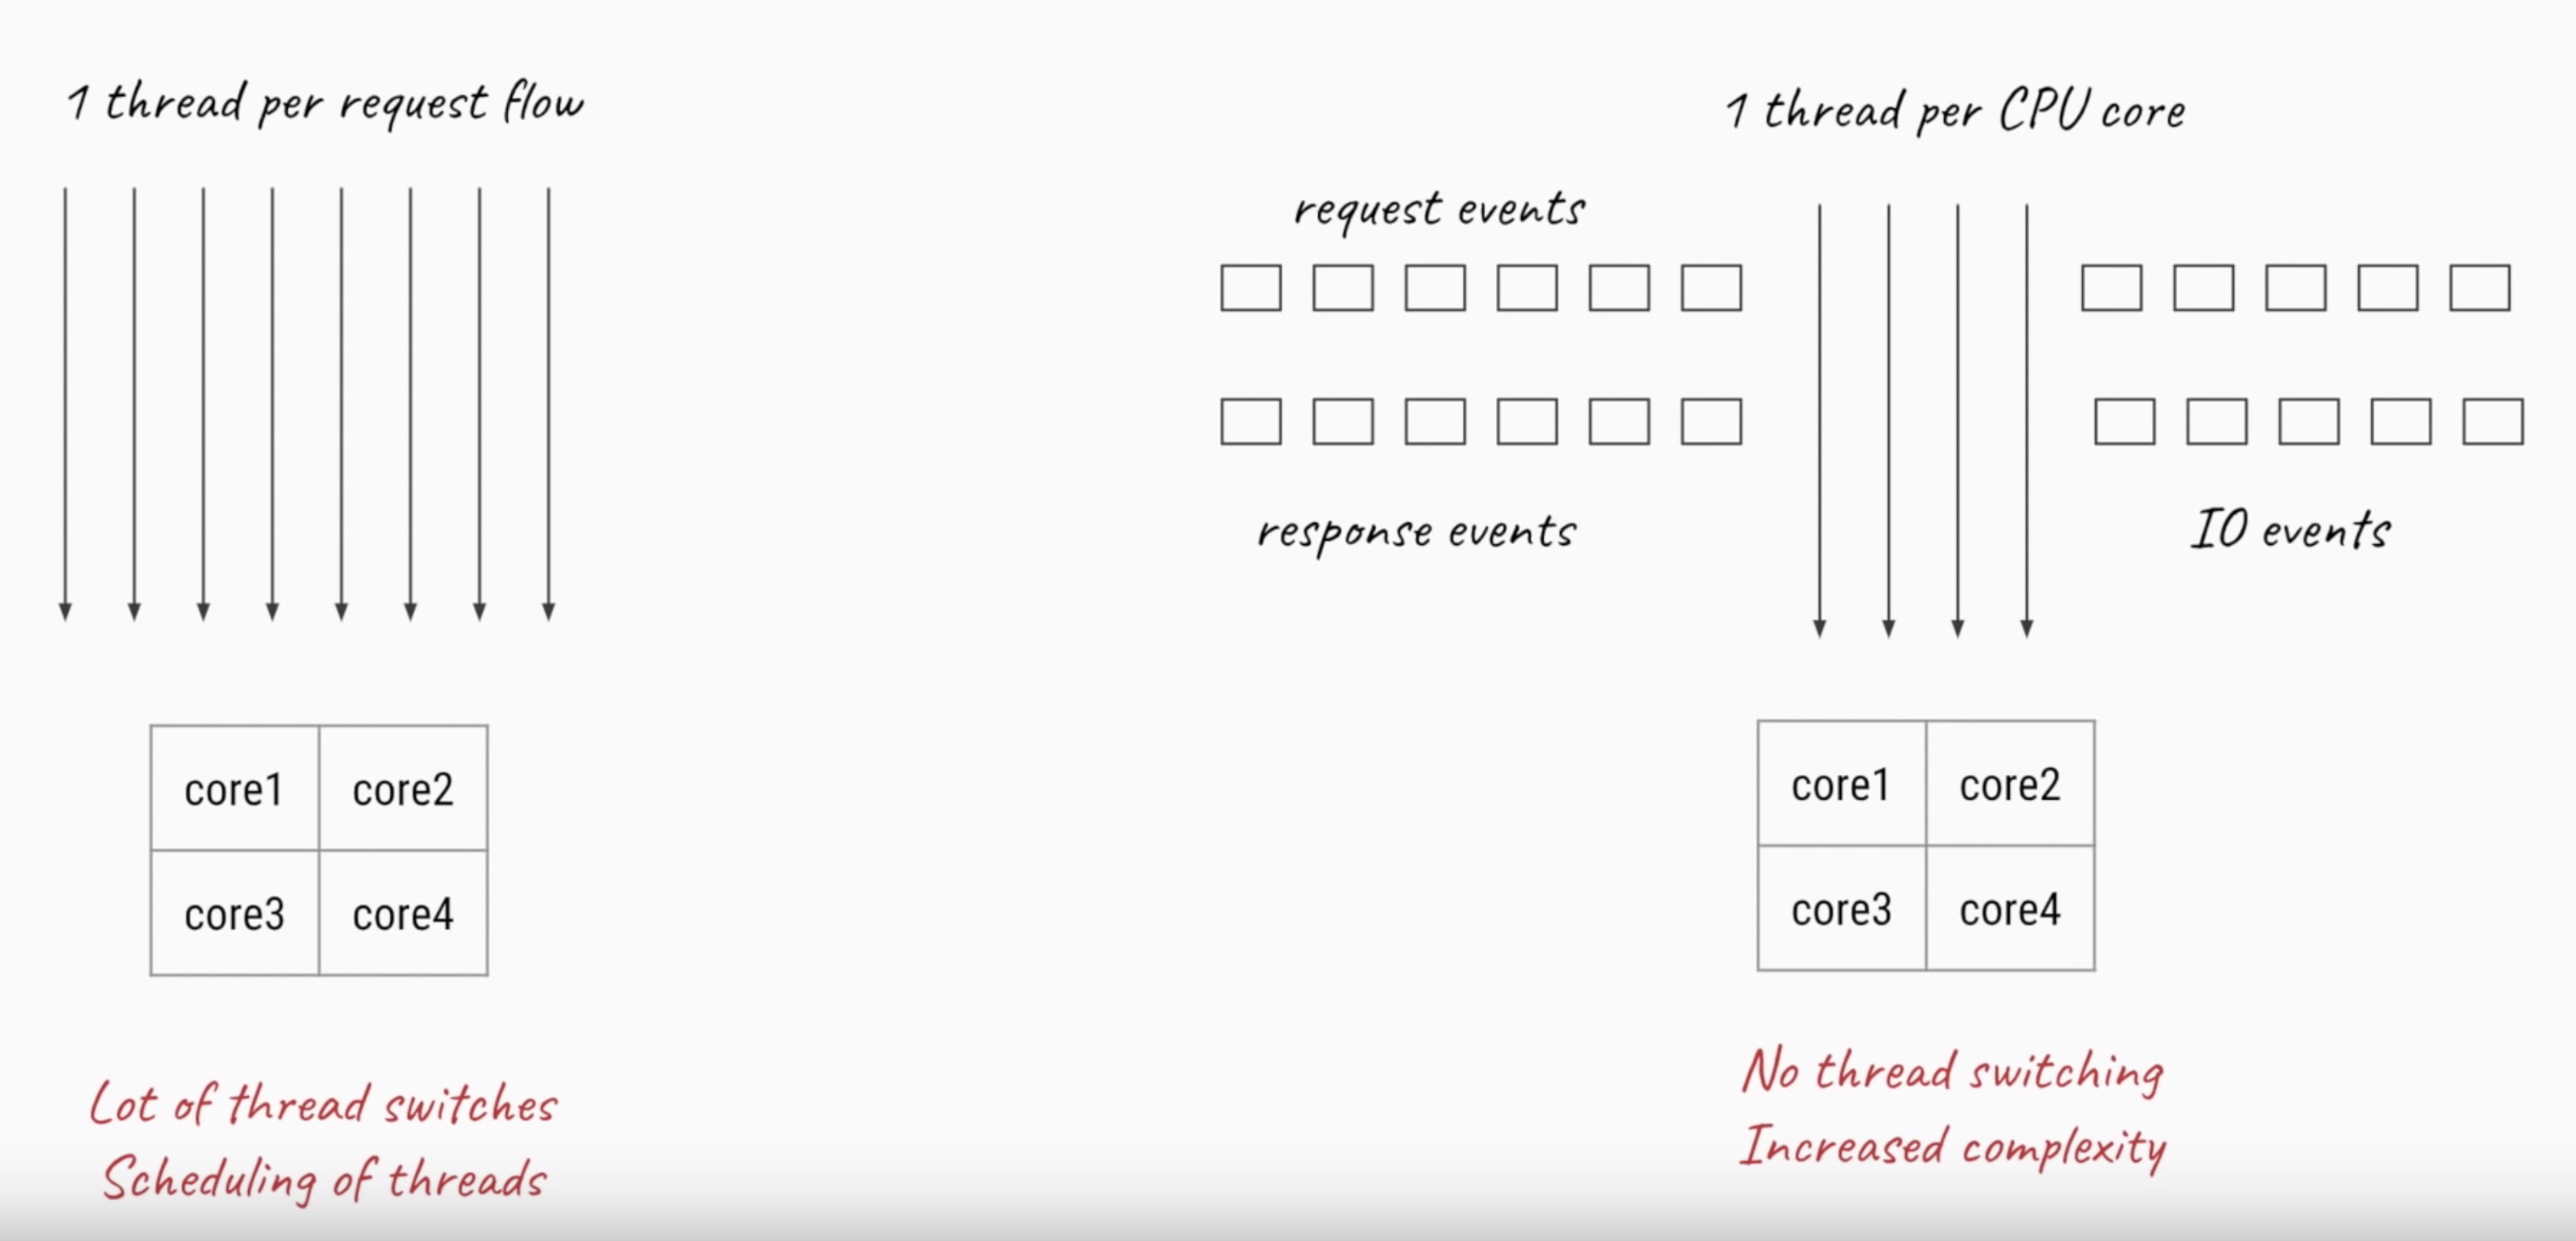 1 thread per request flow
core1 core2
core3 core4
Lot of thread switches
Scheduling of threads
1 thread per CPU core
request events
response events
IO events
core1 core2
core3 core4
No thread switching
Increased complexity